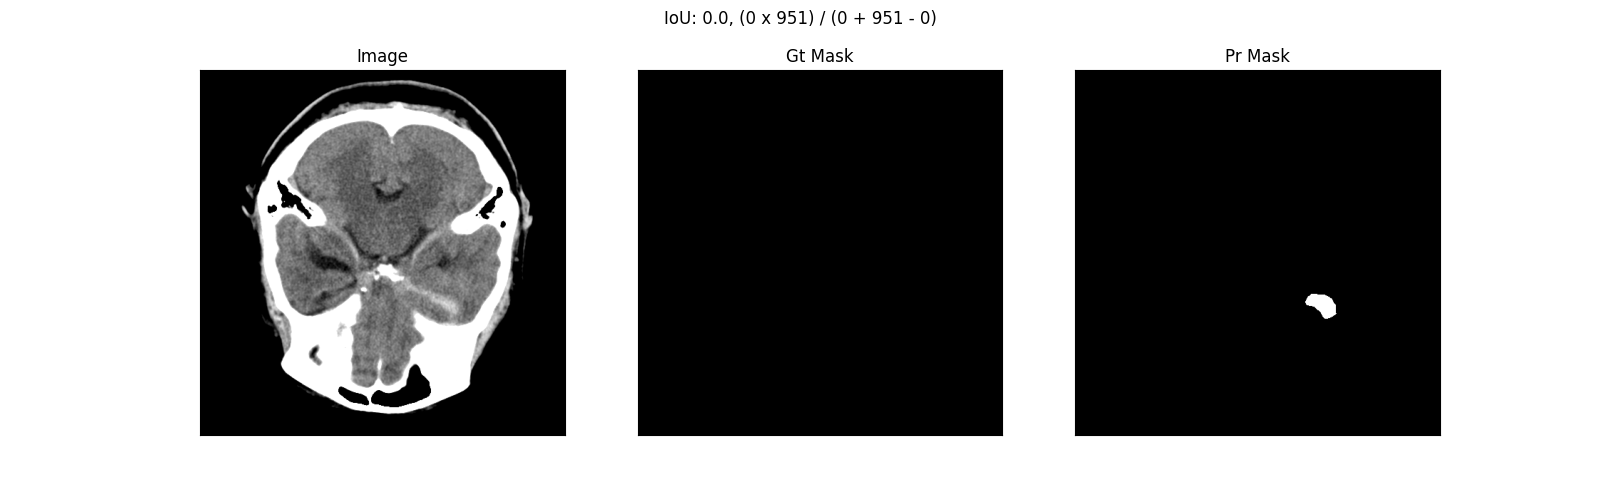 IoU: 0.0, (0 x 951) / (0 + 951 - 0)
Image
Gt Mask
Pr Mask